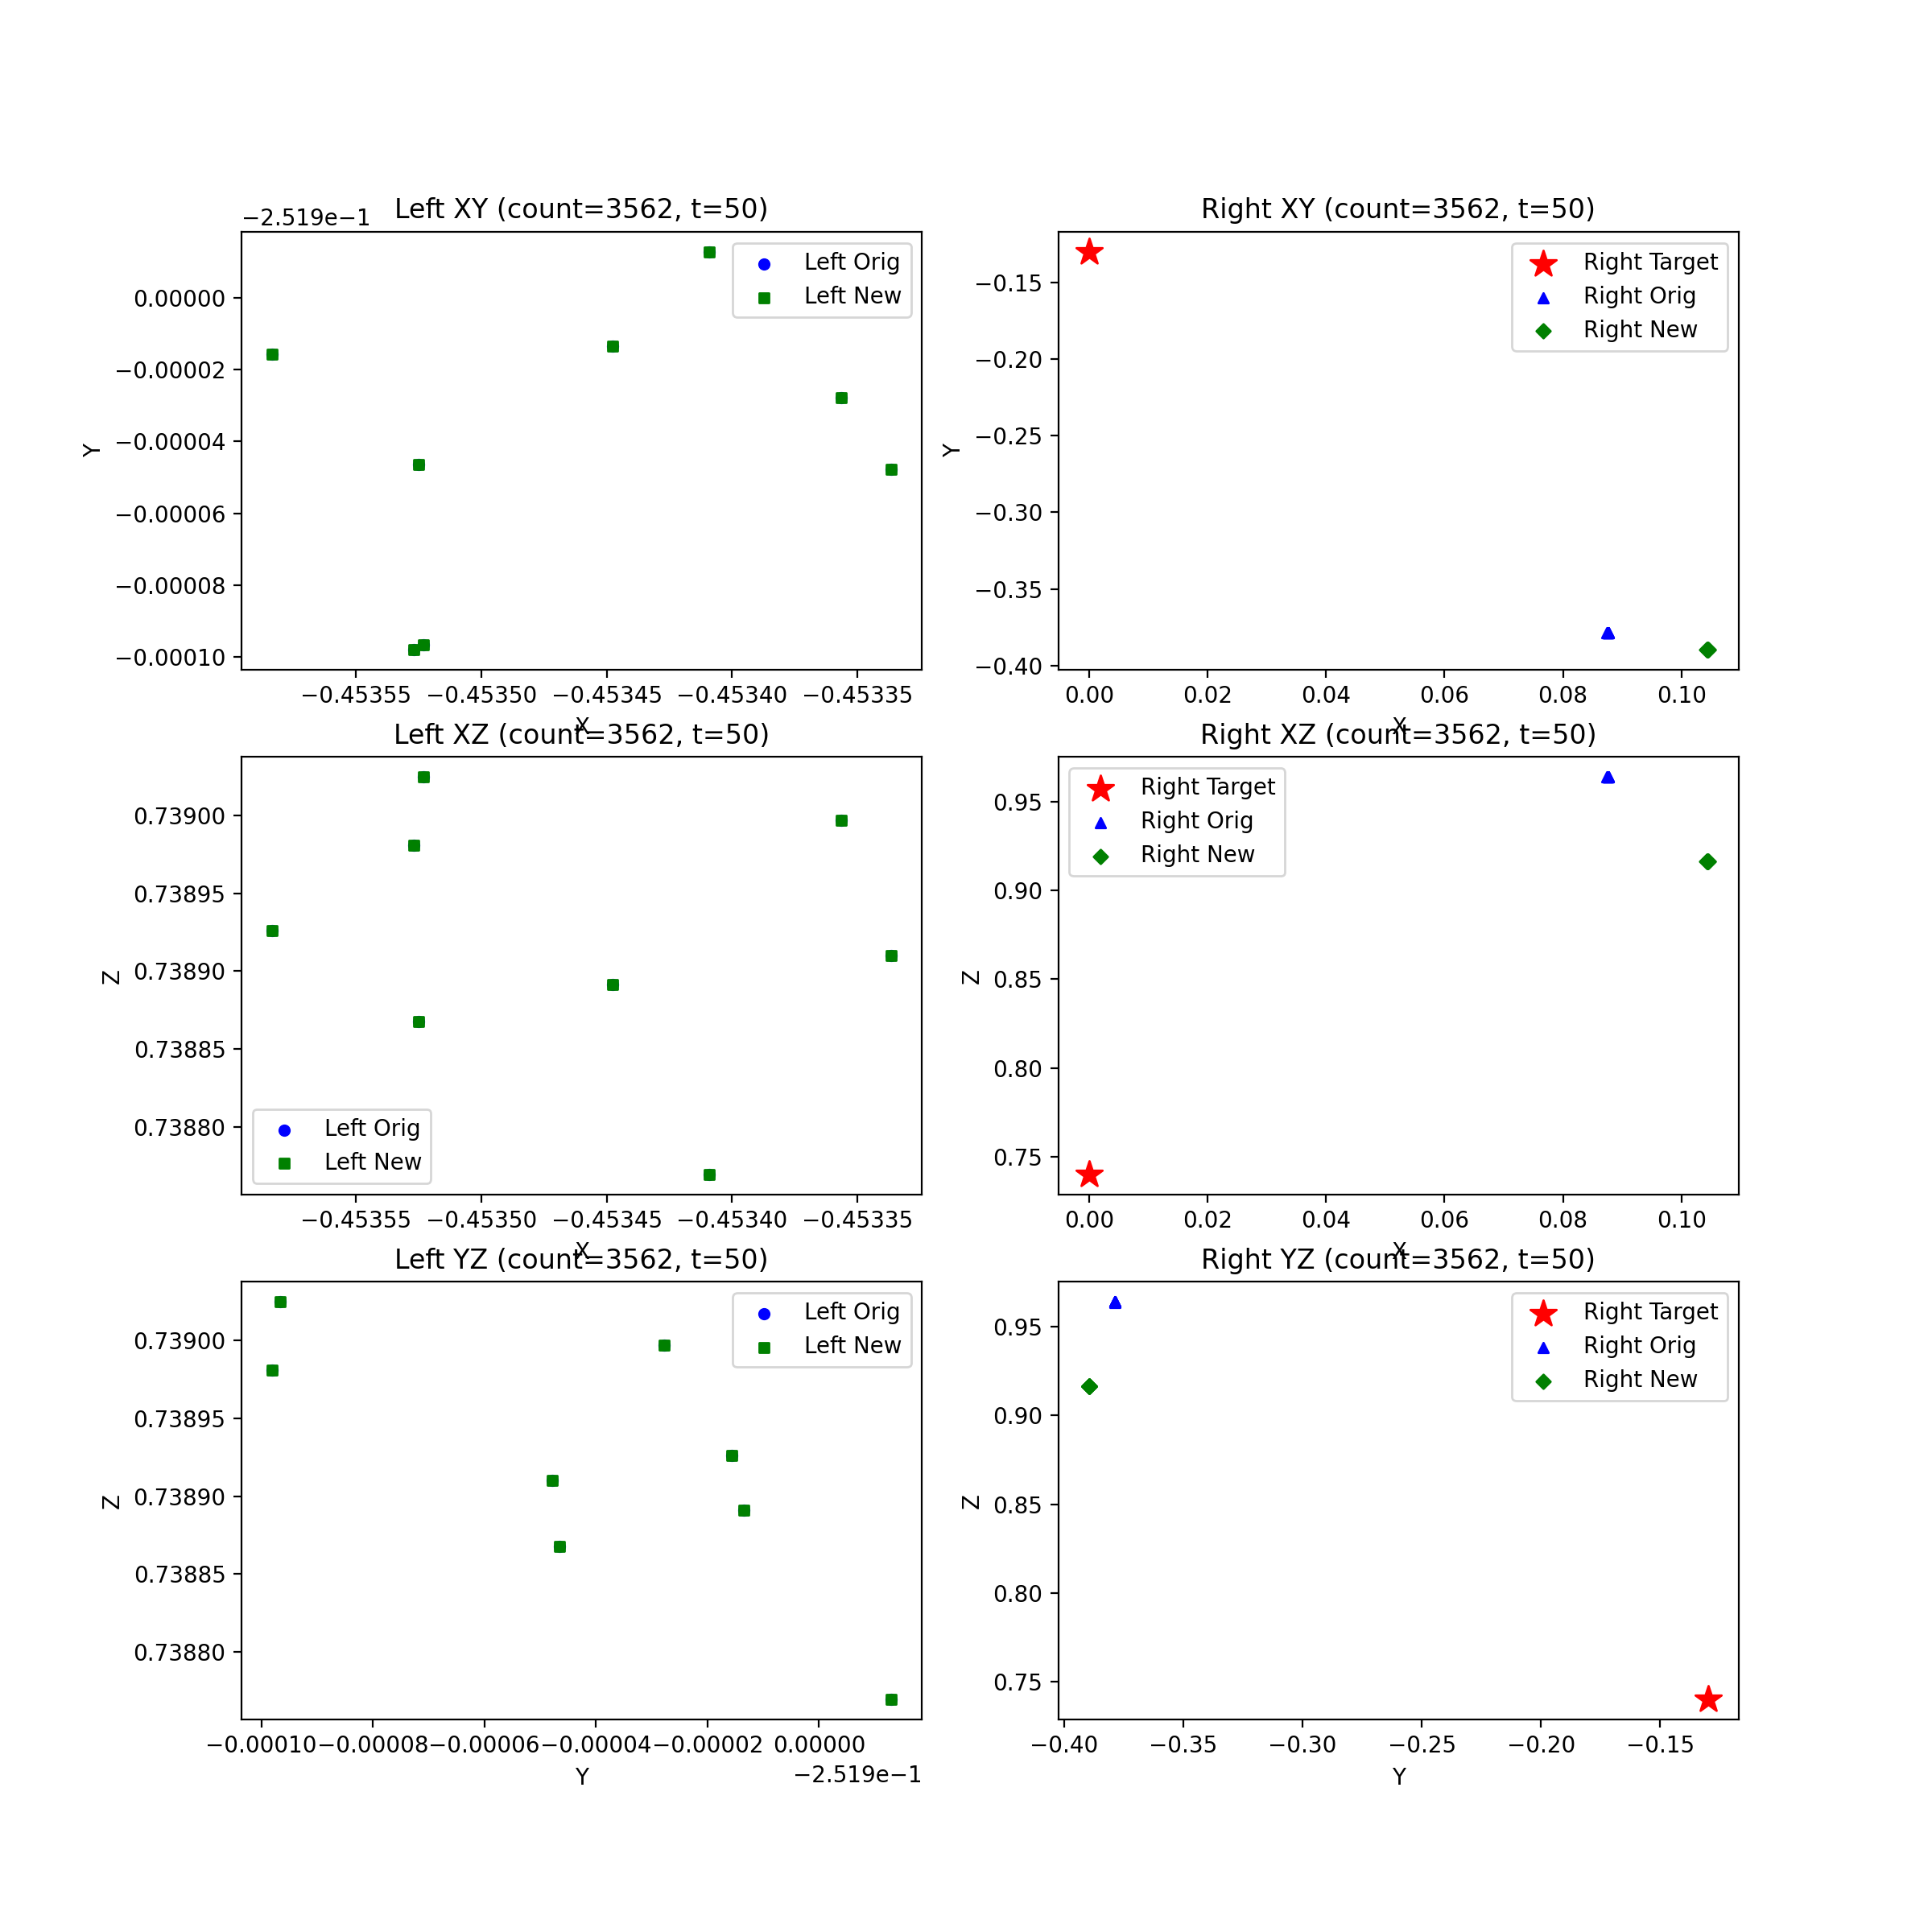 Left XY (count=3562, t=50)
−2.519e−1
Left Orig
Left New
0.00000
−0.00002
−0.00004
−0.00006
−0.00008
−0.00010
Y
−0.45355 −0.45350 −0.45345 −0.45340 −0.45335
X
Right XY (count=3562, t=50)
Right Target
Right Orig
Right New
−0.15
−0.20
−0.25
−0.30
−0.35
−0.40
Y
0.00 0.02 0.04 0.06 0.08 0.10
X
Left XZ (count=3562, t=50)
0.73900
0.73895
0.73890
0.73885
0.73880
Z
Left Orig
Left New
−0.45355 −0.45350 −0.45345 −0.45340 −0.45335
X
Right XZ (count=3562, t=50)
Right Target
Right Orig
Right New
0.95
0.90
0.85
0.80
0.75
Z
0.00 0.02 0.04 0.06 0.08 0.10
X
Left YZ (count=3562, t=50)
Left Orig
Left New
0.73900
0.73895
0.73890
0.73885
0.73880
Z
−0.00010 −0.00008 −0.00006 −0.00004 −0.00002 0.00000
Y
−2.519e−1
Right YZ (count=3562, t=50)
Right Target
Right Orig
Right New
0.95
0.90
0.85
0.80
0.75
Z
−0.40 −0.35 −0.30 −0.25 −0.20 −0.15
Y